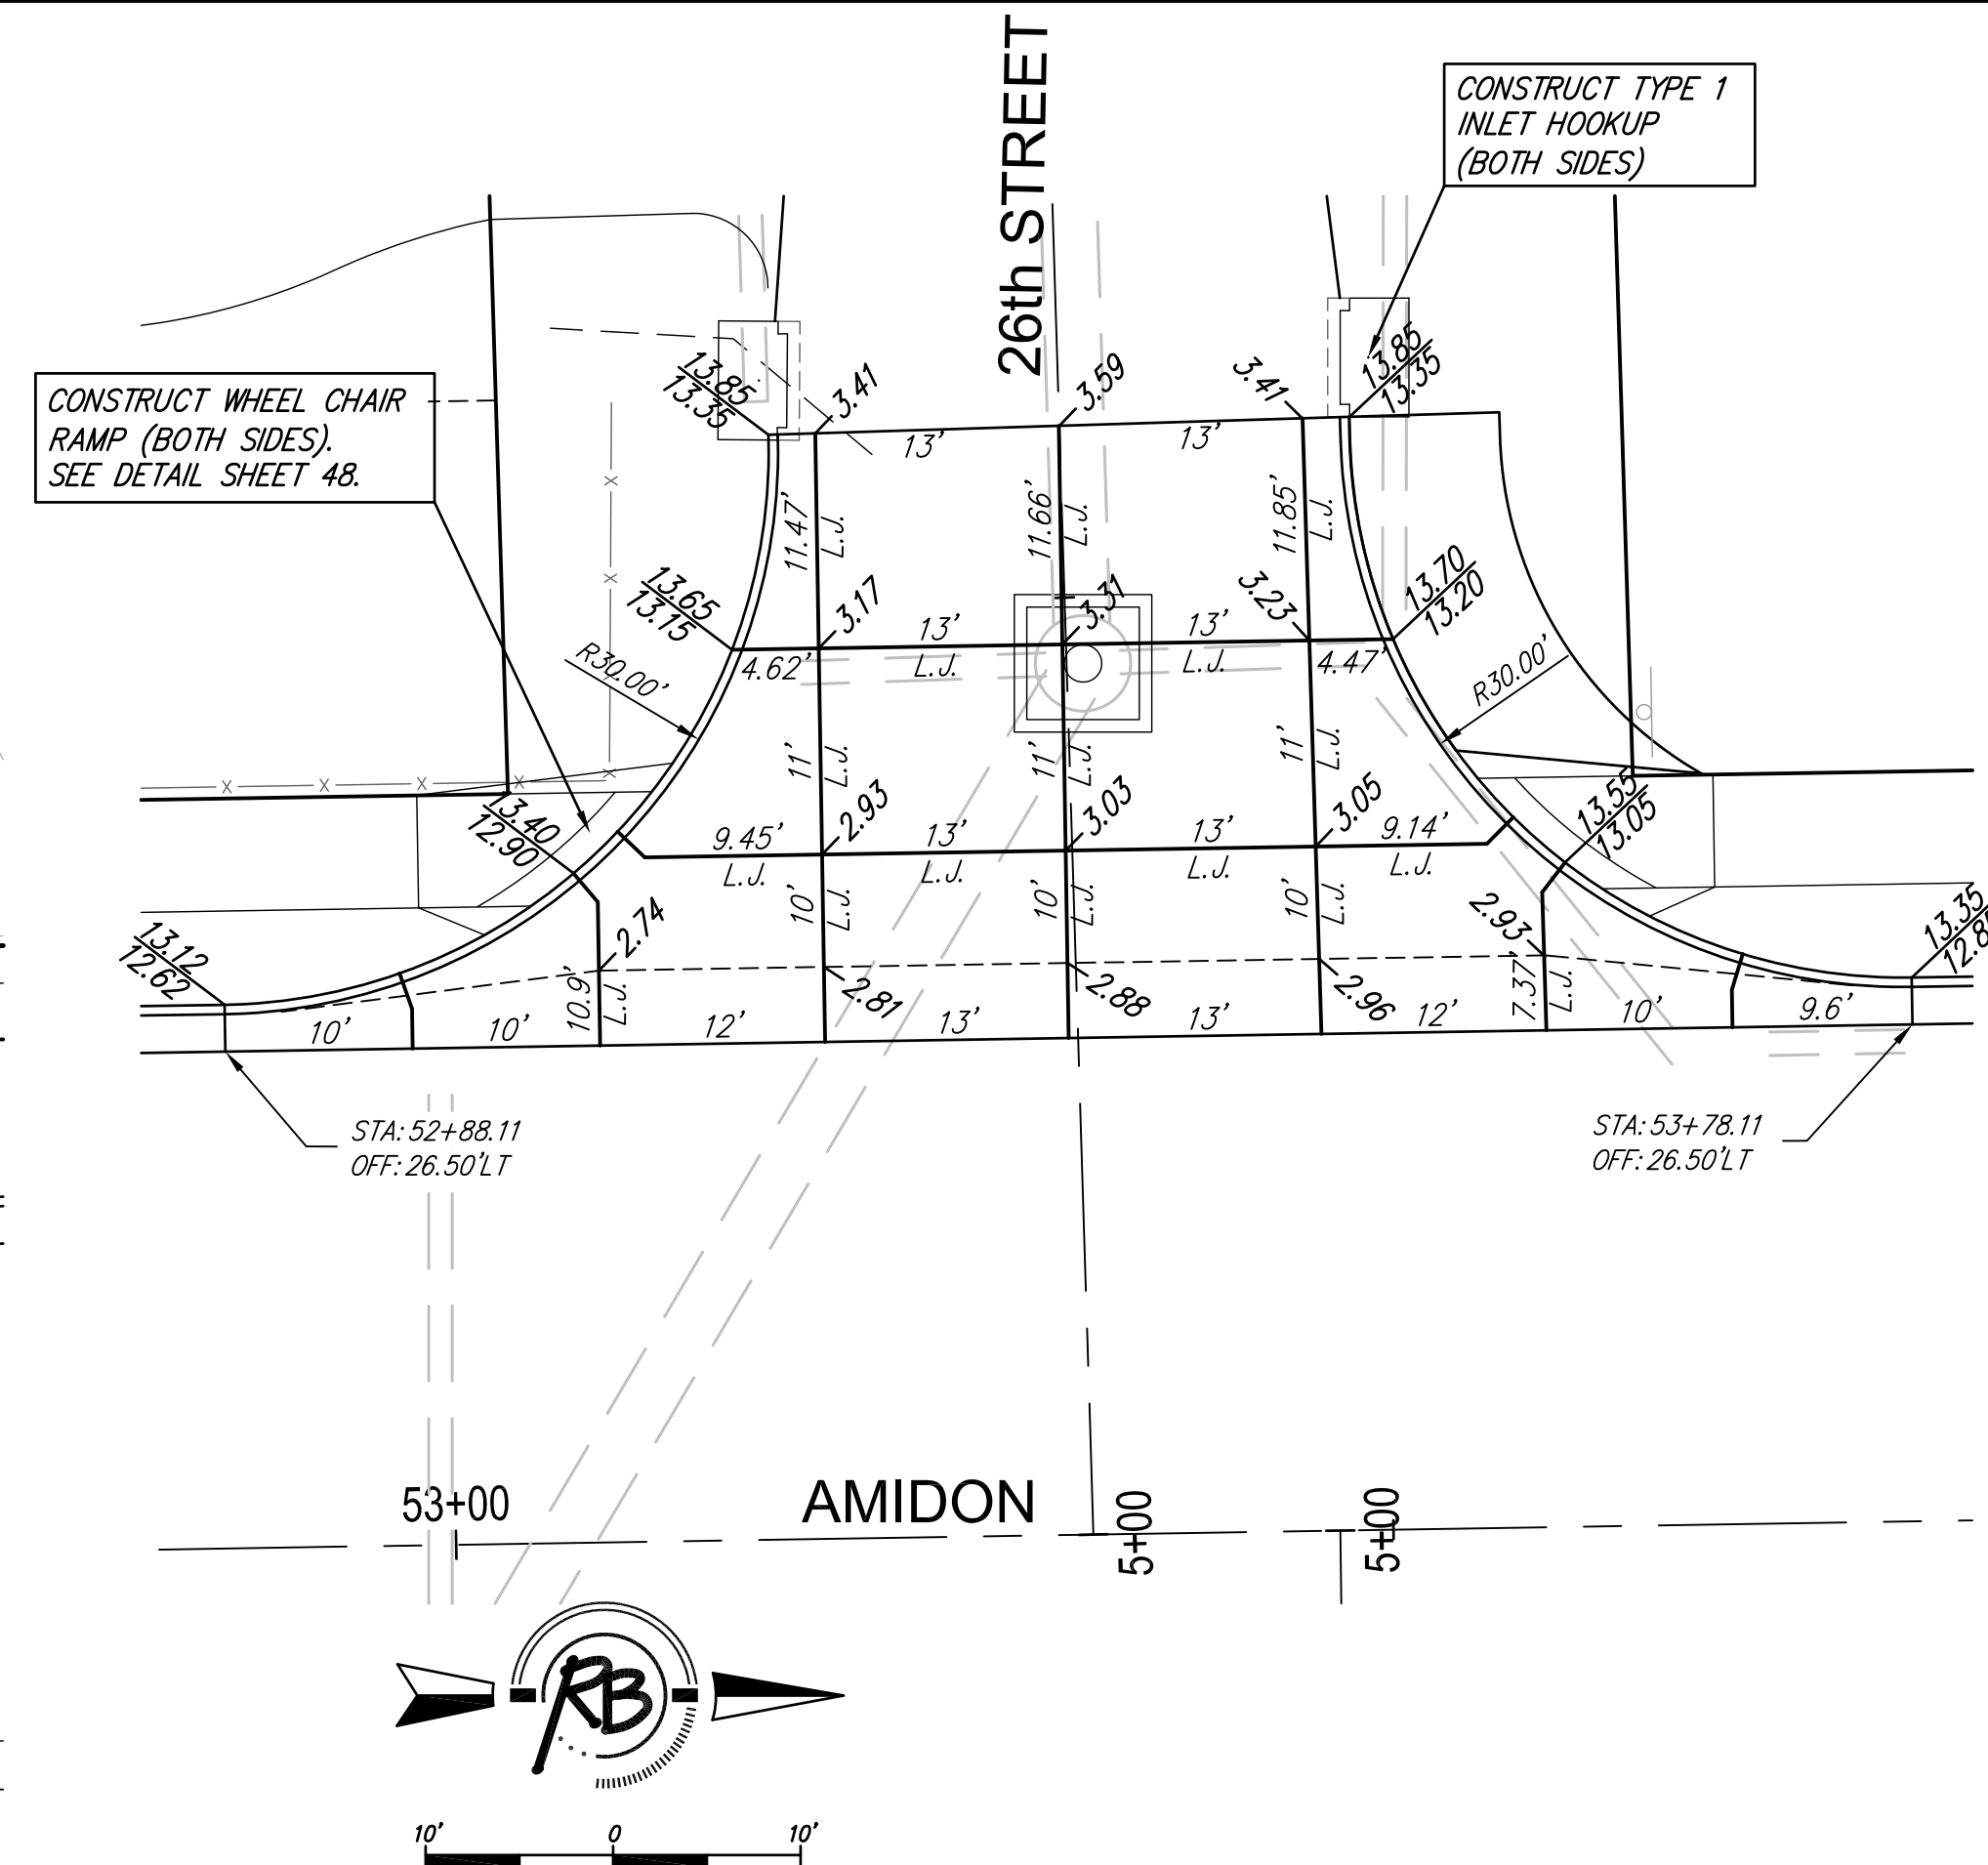 26th STREET
CONSTRUCT TYPE 1
INLET HOOKUP
(BOTH SIDES)
CONSTRUCT WHEEL CHAIR
RAMP (BOTH SIDES).
SEE DETAIL SHEET 48.
13.85
13.35
3.41
3.59
3.41
13.85
13.35
13'
13'
11.47'
L.J.
11.66'
L.J.
11.85'
L.J.
13.65
13.15
3.17
3.31
3.23
13.70
13.20
R30.00'
4.62'
13'
L.J.
13'
L.J.
4.47'
R30.00'
11'
L.J.
11'
L.J.
11'
L.J.
13.40
12.90
9.45'
L.J.
2.93
13'
L.J.
3.03
13'
L.J.
3.05
9.14'
L.J.
13.55
13.05
10'
L.J.
10'
L.J.
10'
L.J.
13.12
12.62
2.74
2.93
13.35
10.9'
L.J.
2.81
2.88
2.96
7.37'
L.J.
10'
10'
12'
13'
13'
12'
10'
9.6'
STA: 52+88.11
OFF: 26.50'LT
STA: 53+78.11
OFF: 26.50'LT
53+00
AMIDON
5+00
5+00
RB
10'
0
10'